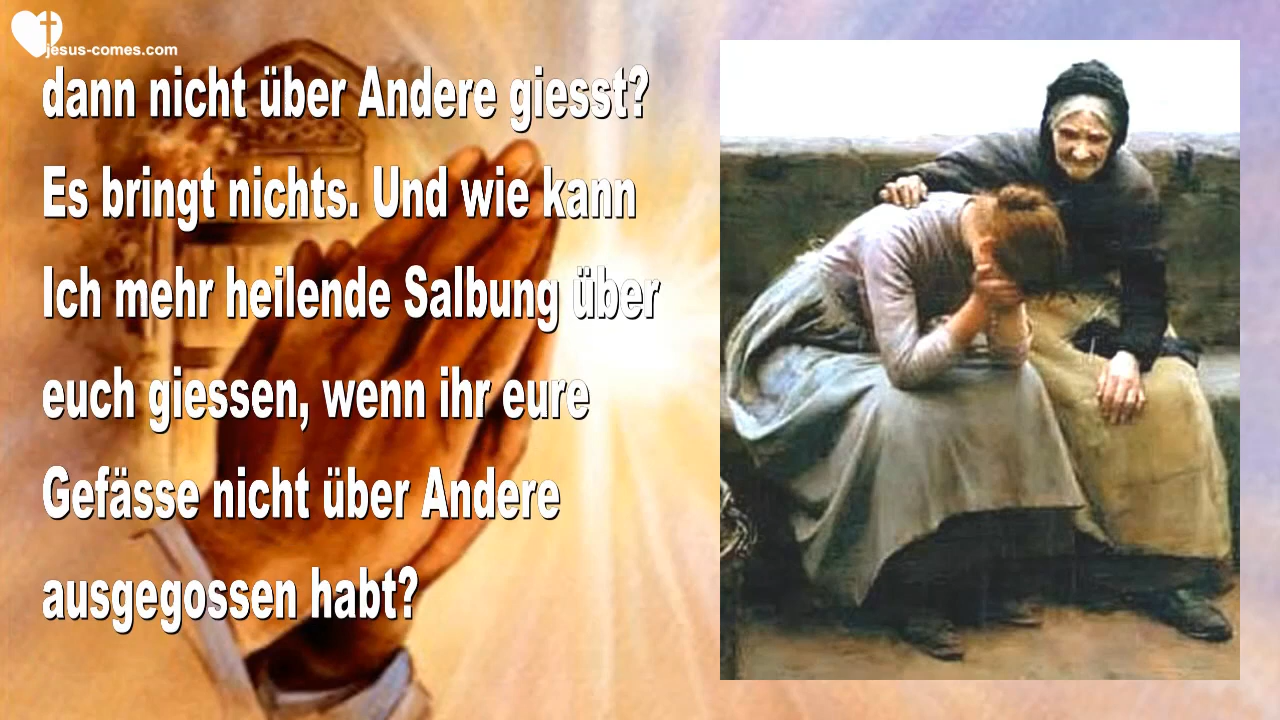 jesus-comes.com
dann nicht über Andere giesst?
Es bringt nichts. Und wie kann
Ich mehr heilende Salbung über
euch giessen, wenn ihr eure
Gefässe nicht über Andere
ausgegossen habt?